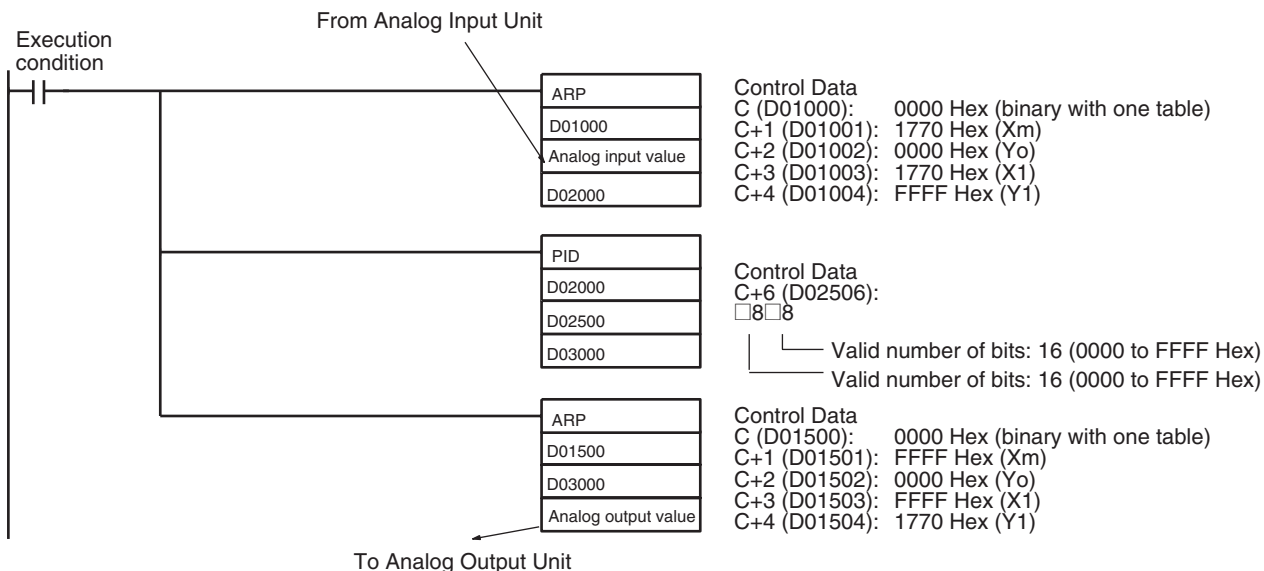 From Analog Input Unit
Execution
condition
ARP
D01000
Analog input value
D02000
Control Data
C (D01000): 0000 Hex (binary with one table)
C+1 (D01001): 1770 Hex (Xm)
C+2 (D01002): 0000 Hex (Yo)
C+3 (D01003): 1770 Hex (X1)
C+4 (D01004): FFFF Hex (Y1)
PID
D02000
D02500
D03000
Control Data
C+6 (D02506):
□8□8
Valid number of bits: 16 (0000 to FFFF Hex)
Valid number of bits: 16 (0000 to FFFF Hex)
ARP
D01500
D03000
Analog output value
Control Data
C (D01500): 0000 Hex (binary with one table)
C+1 (D01501): FFFF Hex (Xm)
C+2 (D01502): 0000 Hex (Yo)
C+3 (D01503): FFFF Hex (X1)
C+4 (D01504): 1770 Hex (Y1)
To Analog Output Unit